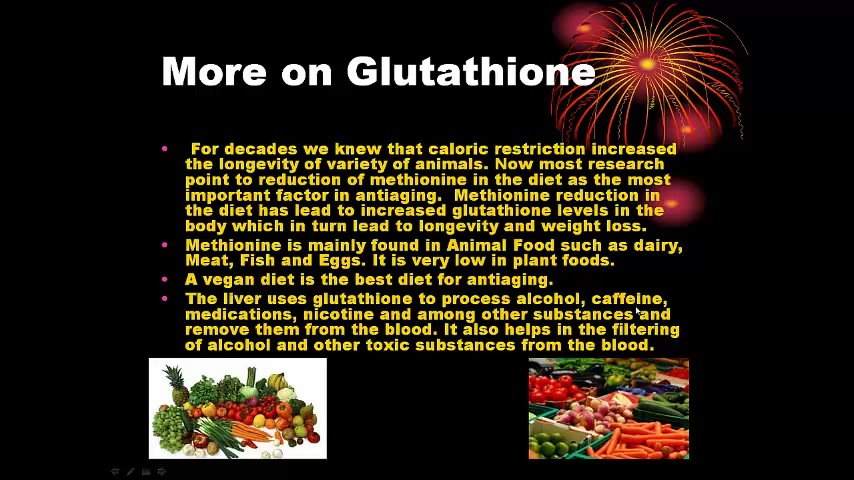 More on Glutathione
For decades we knew that caloric restriction increased
the longevity of variety of animals. Now most research
point to reduction of methionine in the diet as the most
important factor in antiaging.  Methionine reduction in
the diet has lead to increased glutathione levels in the
body which in turn lead to longevity and weight loss.
Methionine is mainly found in Animal Food such as dairy,
Meat, Fish and Eggs. It is very low in plant foods.
A vegan diet is the best diet for antiaging.
The liver uses glutathione to process alcohol, caffeine,
medications, nicotine and among other substances and
remove them from the blood. It also helps in the filtering
of alcohol and other toxic substances from the blood.